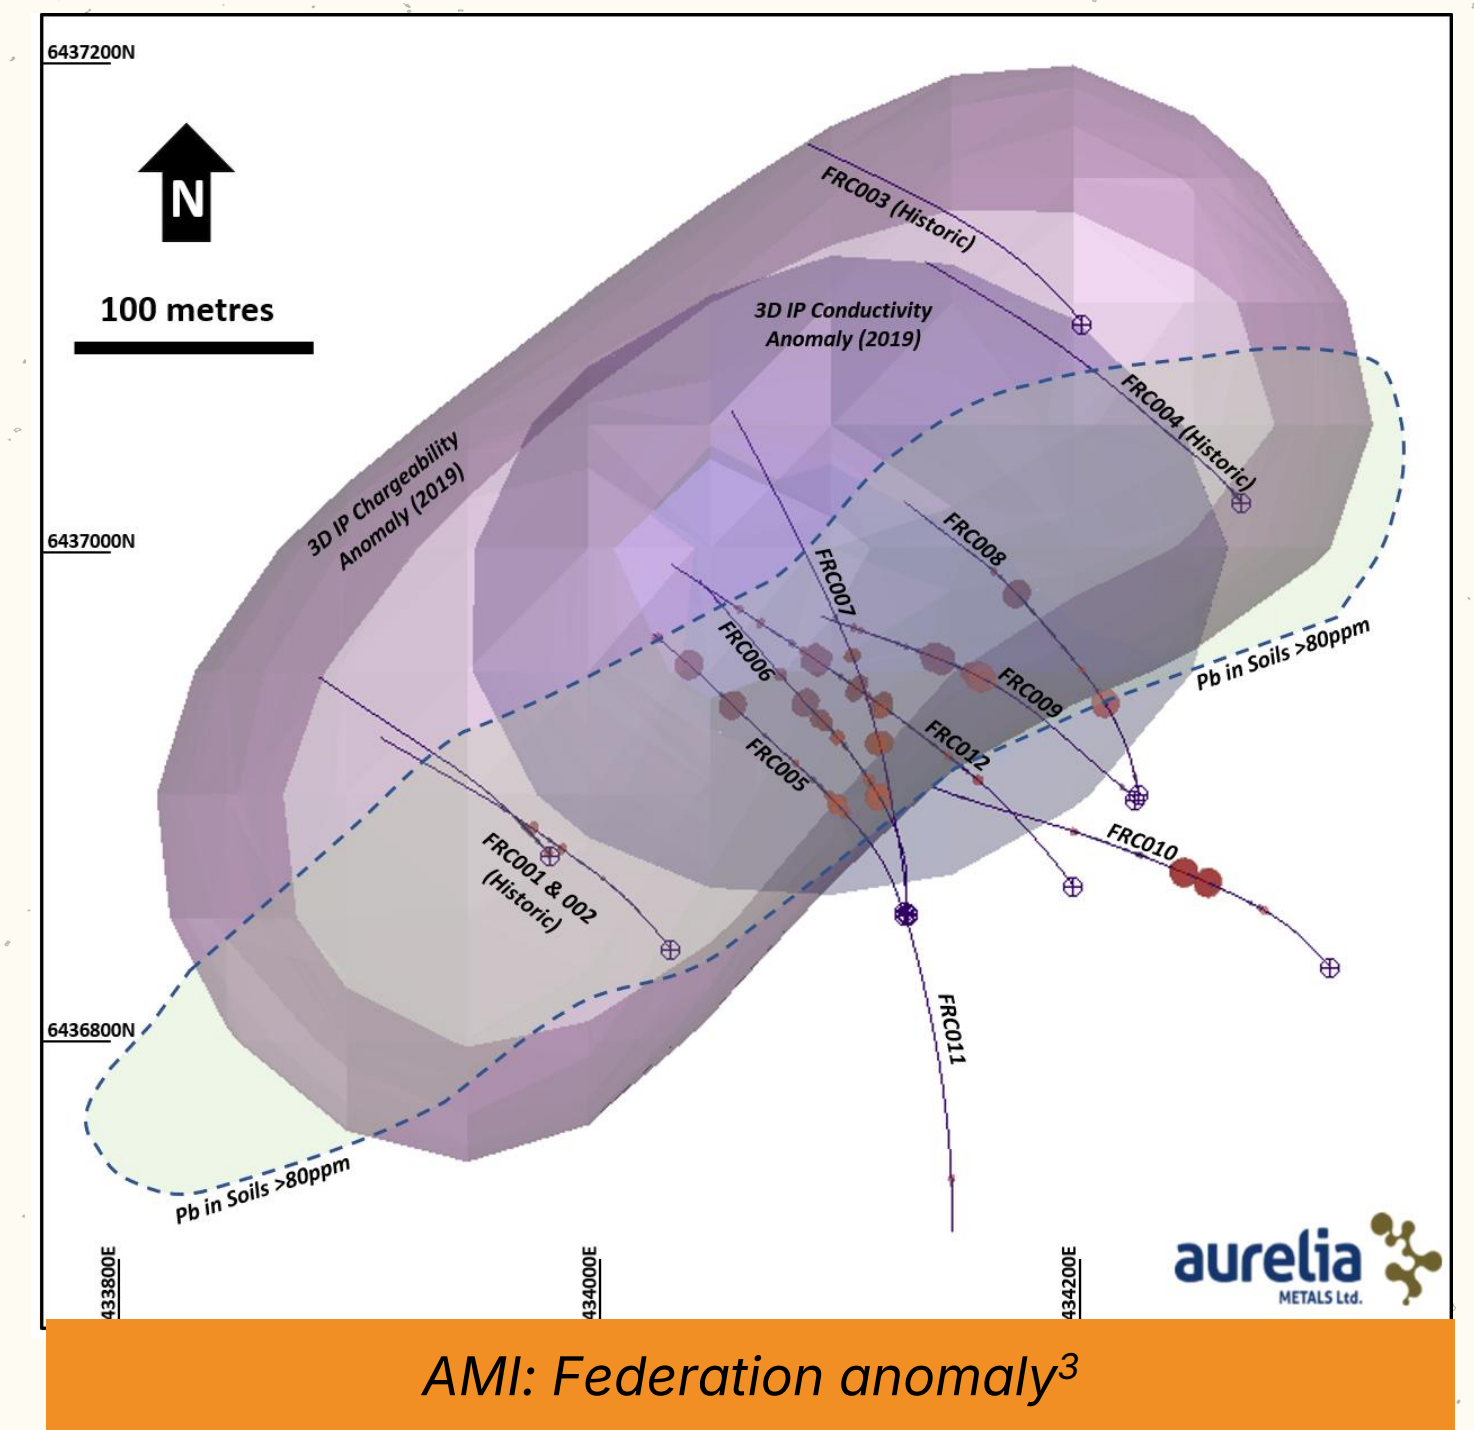 6437200N
N
100 metres
FRC003 (Historic)
3D IP Conductivity
Anomaly (2019)
FRC004 (Historic)
3D IP Chargeability
Anomaly (2019)
6437000N
FRC008
FRC007
FRC006
FRC009
Pb in Soils >80ppm
FRC012
FRC005
FRC010
FRC001 & 002
(Historic)
FRC011
6436800N
Pb in Soils >80ppm
433800E
434000E
434200E
aurelia
METALS Ltd.
AMI: Federation anomaly³